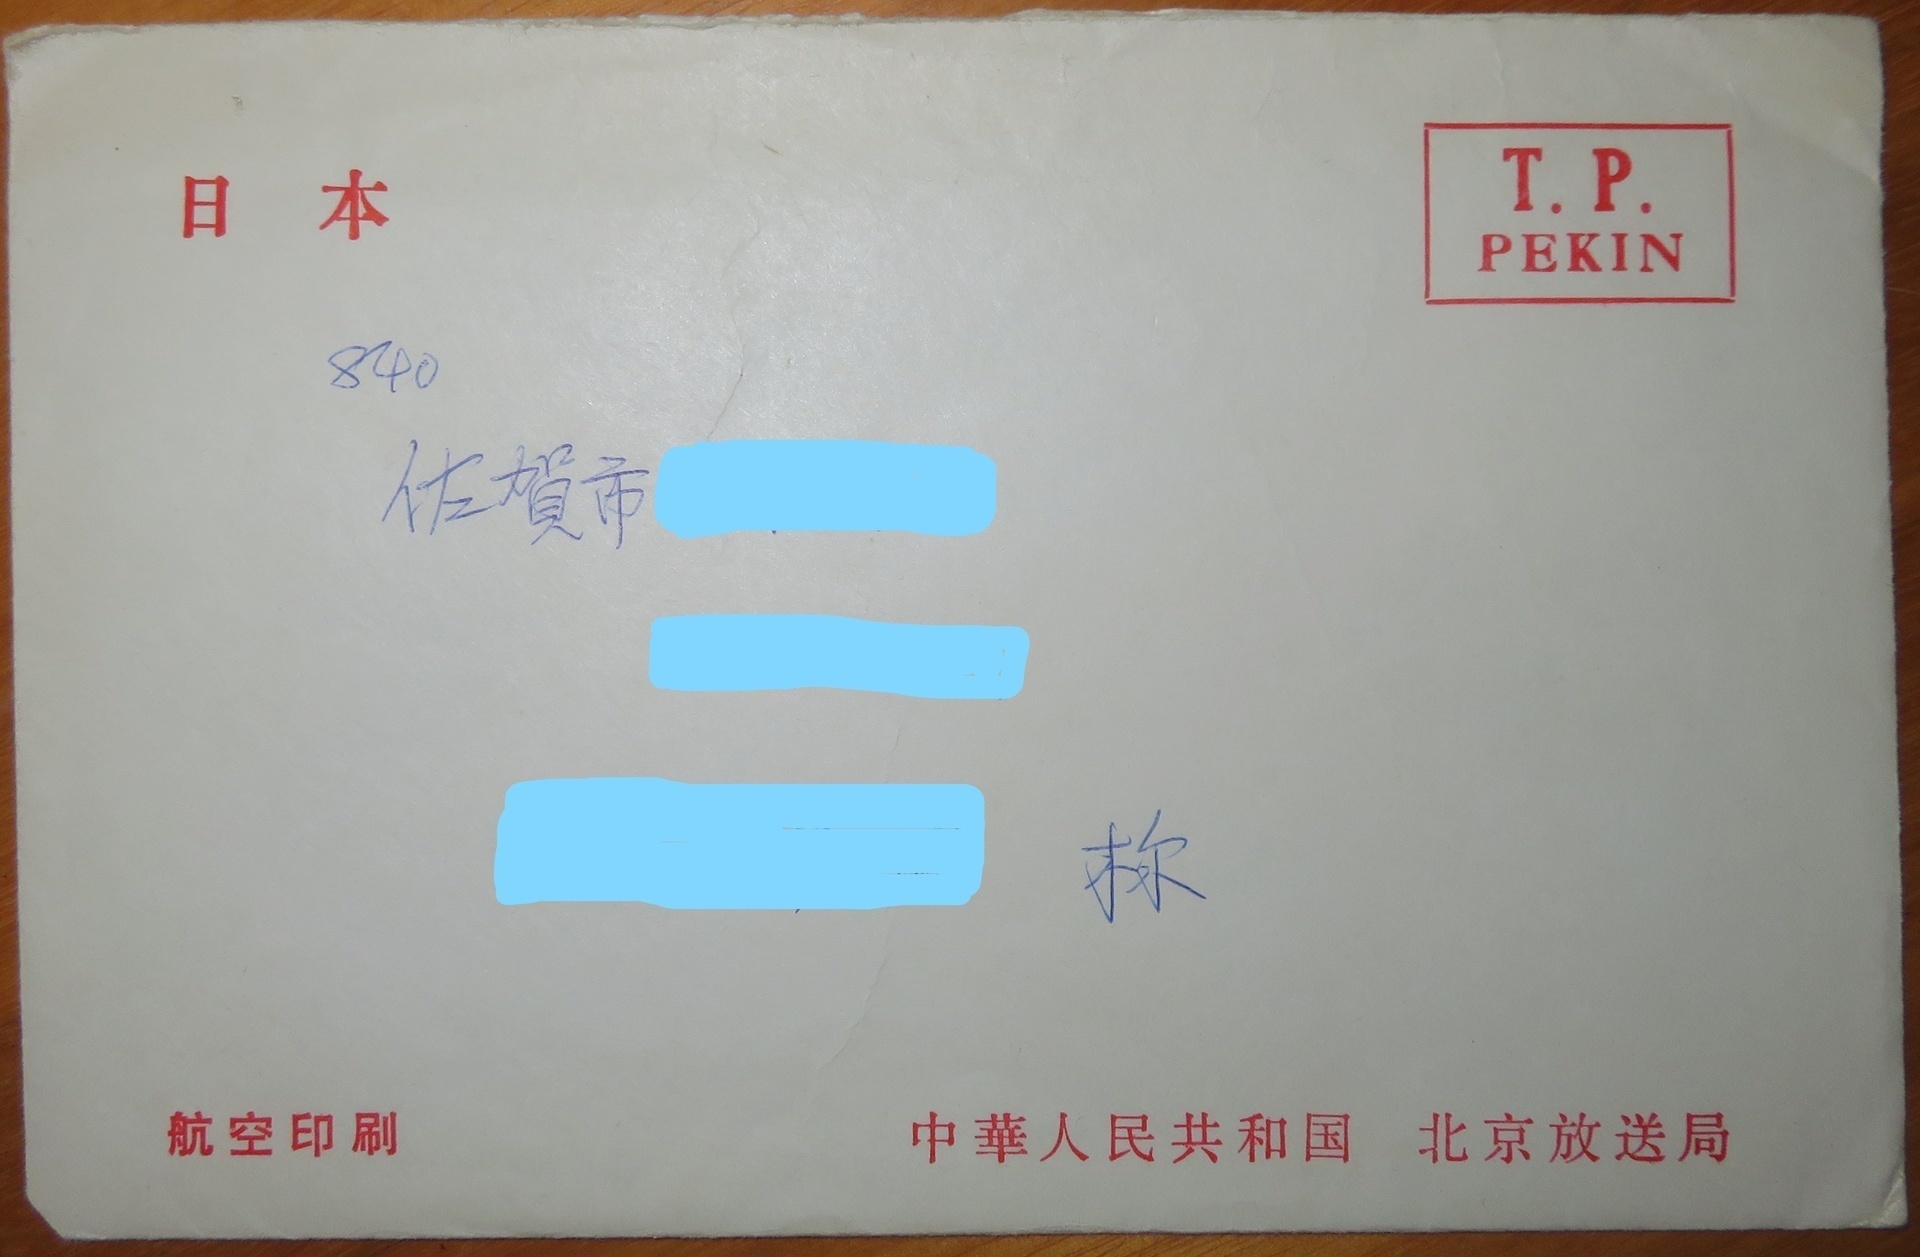 日本
T. P.
PEKIN
840
佐賀市
称
航空印刷
中華人民共和国 北京放送局